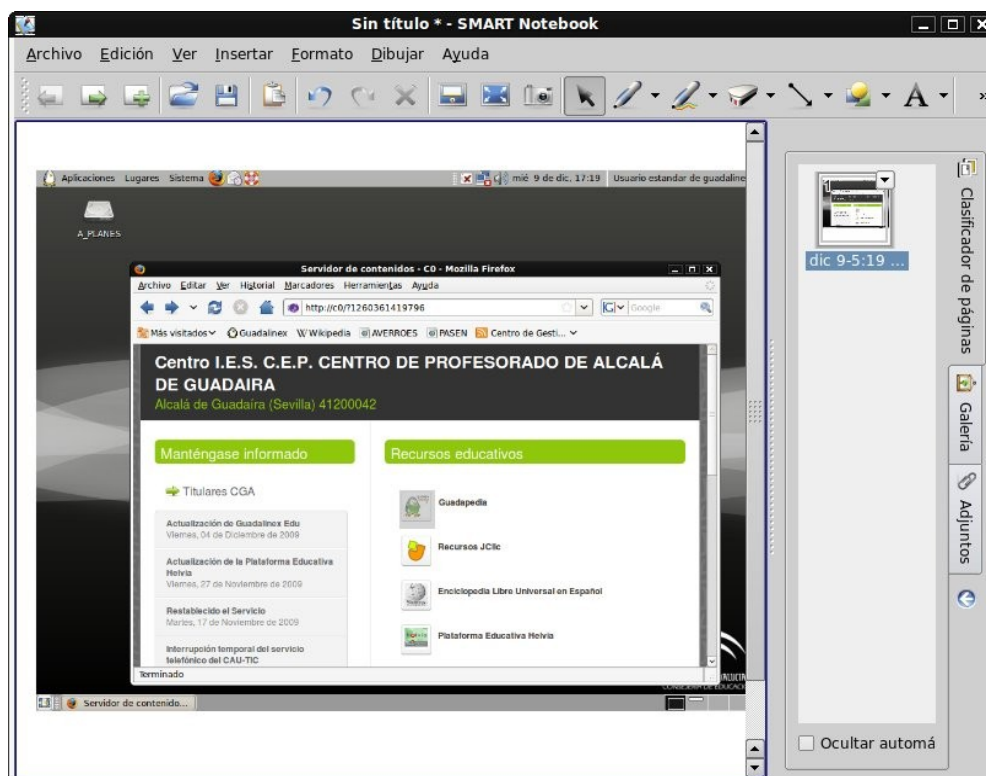 Sin título * - SMART Notebook
Archivo Edición Ver Insertar Formato Dibujar Ayuda
Aplicaciones Lugares Sistema mié 9 de dic, 17:19 Usuario estandar de guadaline
A_PLANES
Servidor de contenidos - C0 - Mozilla Firefox
Archivo Editar Ver Historial Marcadores Herramientas Ayuda
http://c0/?1260361419796 Google
Más visitados Guadalinex Wikipedia AVERROES PASEN Centro de Gesti...
Centro I.E.S. C.E.P. CENTRO DE PROFESORADO DE ALCALÁ
DE GUADAIRA
Alcalá de Guadaíra (Sevilla) 41200042
Manténgase informado
Titulares CGA
Actualización de Guadalinex Edu
Viernes, 04 de Diciembre de 2009
Actualización de la Plataforma Educativa
Helvia
Viernes, 27 de Noviembre de 2009
Restablecido el Servicio
Martes, 17 de Noviembre de 2009
Interrupción temporal del servicio
telefónico del CAU-TIC
Recursos educativos
Guadapedia
Recursos JClic
Enciclopedia Libre Universal en Español
Plataforma Educativa Helvia
Terminado
CONSEJERÍA DE EDUCACI
Servidor de contenido...
1
dic 9-5:19 ...
Ocultar automá
Clasificador de páginas
Galería
Adjuntos